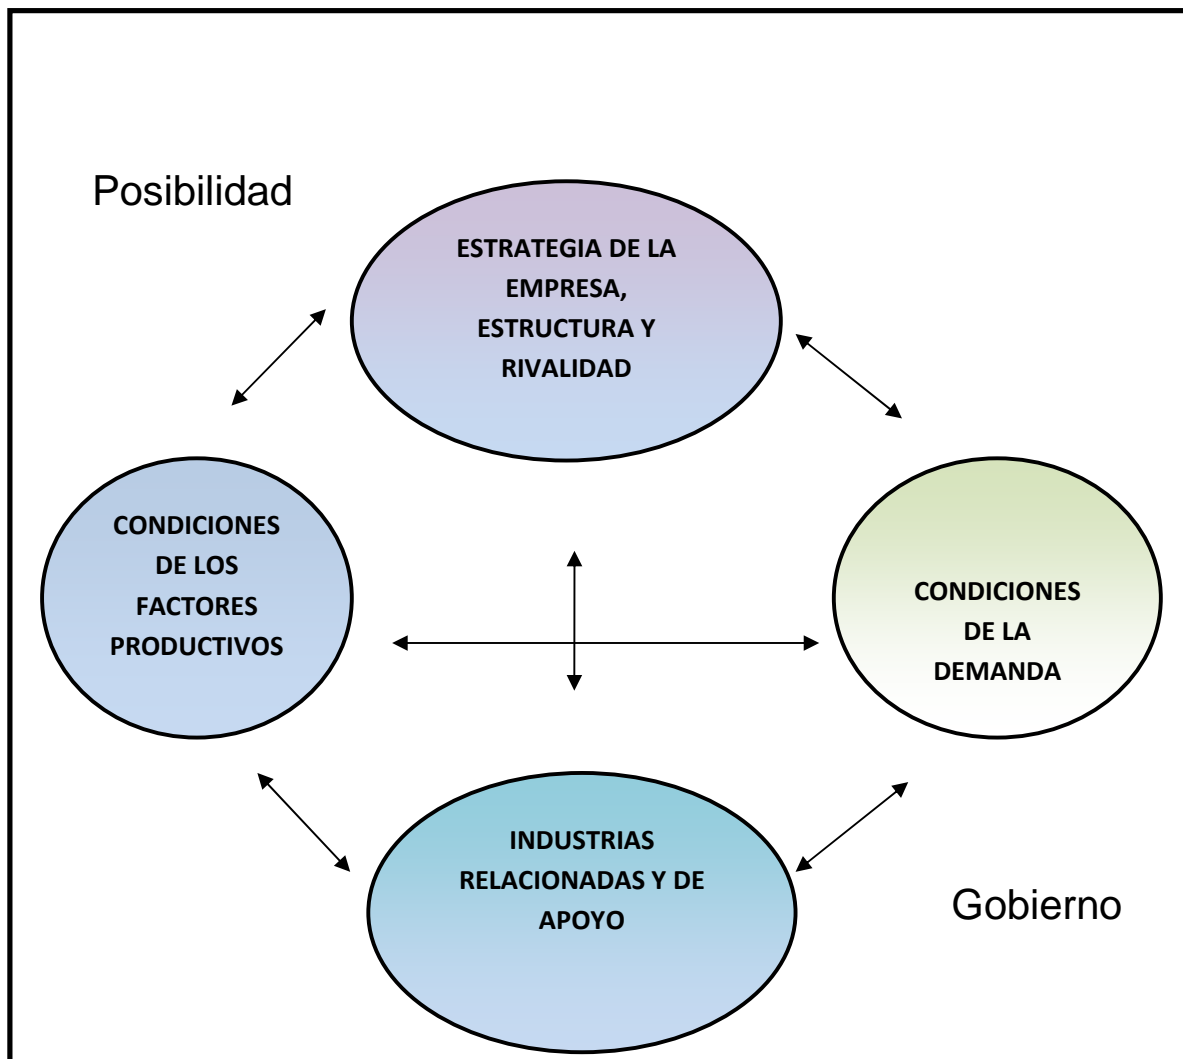 Posibilidad
ESTRATEGIA DE LA
EMPRESA,
ESTRUCTURA Y
RIVALIDAD
CONDICIONES
DE LOS
FACTORES
PRODUCTIVOS
CONDICIONES
DE LA
DEMANDA
INDUSTRIAS
RELACIONADAS Y DE
APOYO
Gobierno